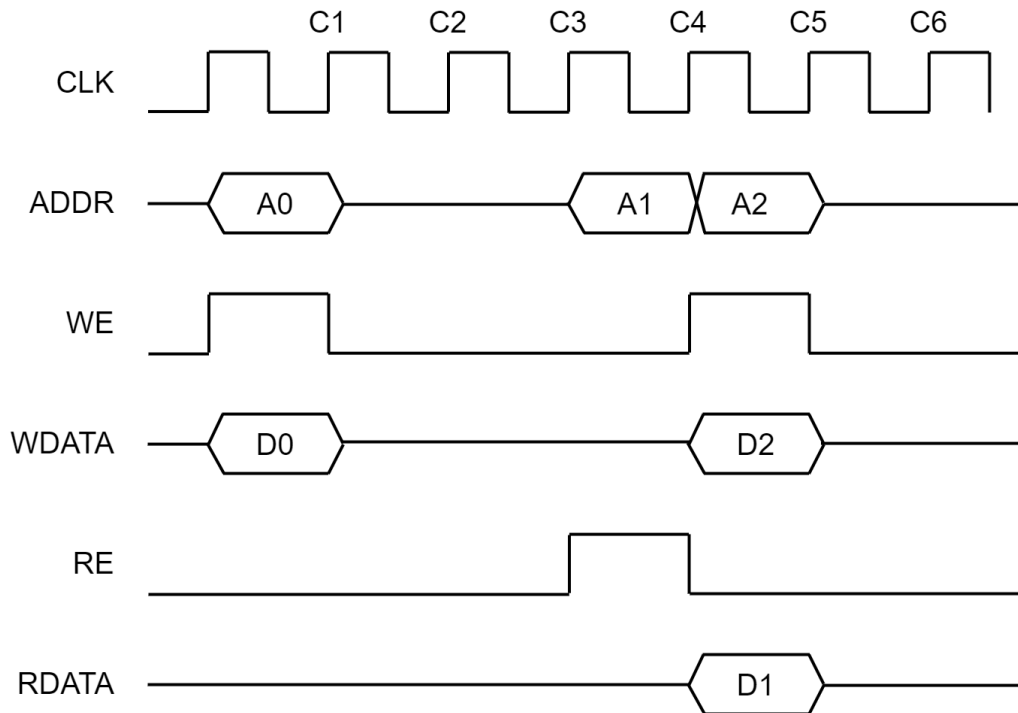 C1 C2 C3 C4 C5 C6
CLK
ADDR A0 A1 A2
WE
WDATA D0 D2
RE
RDATA D1